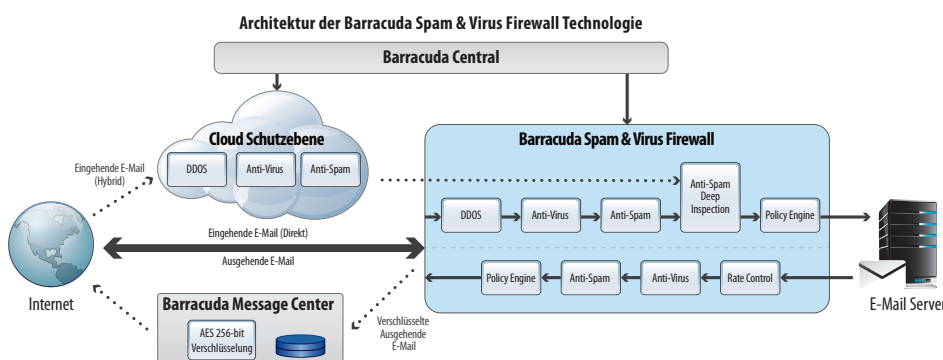 Architektur der Barracuda Spam & Virus Firewall Technologie
Barracuda Central
Cloud Schutzebene
DDOS
Anti-Virus
Anti-Spam
Eingehende E-Mail
(Hybrid)
Barracuda Spam & Virus Firewall
Anti-Spam
Deep
Inspection
DDOS
Anti-Virus
Anti-Spam
Policy Engine
Eingehende E-Mail (Direkt)
Ausgehende E-Mail
Policy Engine
Anti-Spam
Anti-Virus
Rate Control
Internet
E-Mail Server
Barracuda Message Center
AES 256-bit
Verschlüsselung
Verschlüsselte
Ausgehende
E-Mail